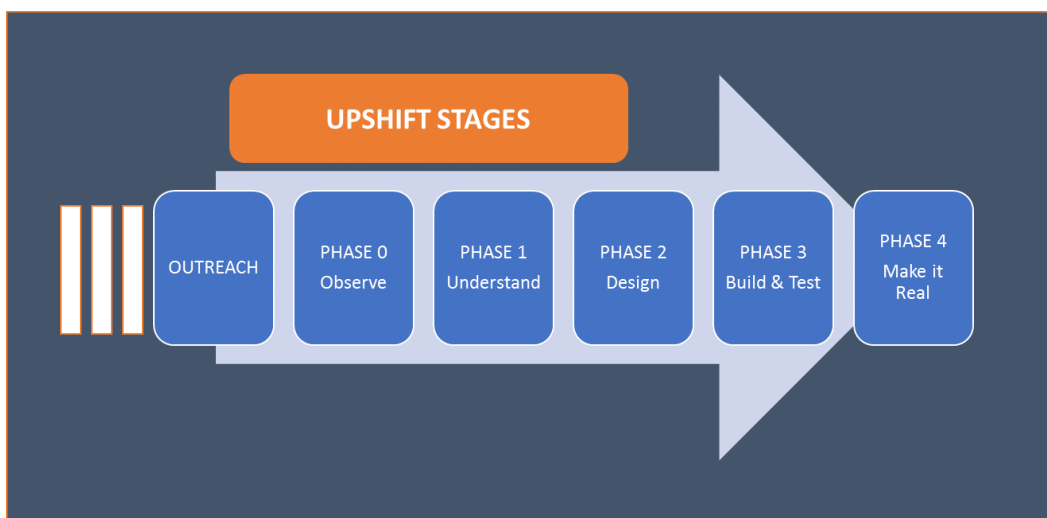 UPSHIFT STAGES
OUTREACH
PHASE 0
Observe
PHASE 1
Understand
PHASE 2
Design
PHASE 3
Build & Test
PHASE 4
Make it
Real